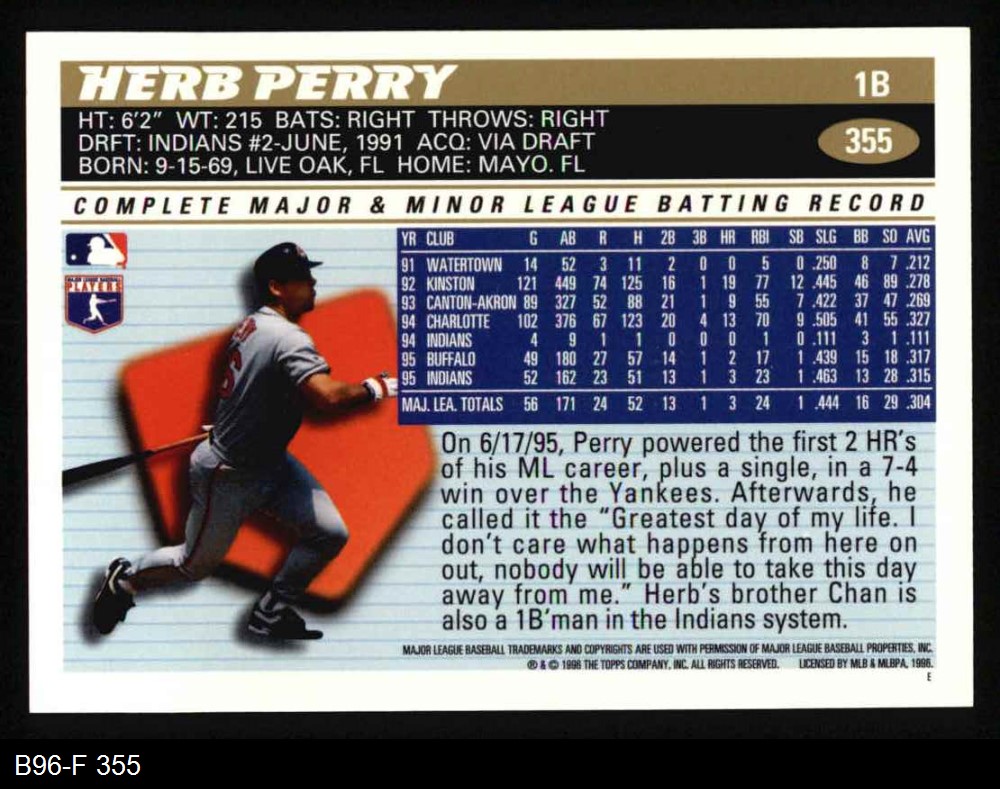 HERB PERRY 1B
HT: 6'2" WT: 215 BATS: RIGHT THROWS: RIGHT
DRFT: INDIANS #2-JUNE, 1991 ACQ: VIA DRAFT
355
BORN: 9-15-69, LIVE OAK, FL HOME: MAYO. FL
COMPLETE MAJOR & MINOR LEAGUE BATTING RECORD
YR CLUB G AB R H 2B 3B HR RBI SB SLG BB SO AVG
91 WATERTOWN 14 52 3 11 2 0 0 5 0 .250 8 7 .212
92 KINSTON 121 449 74 125 16 1 19 77 12 .445 46 89 .278
93 CANTON-AKRON 89 327 52 88 21 1 9 55 7 .422 37 47 .269
94 CHARLOTTE 102 376 67 123 20 4 13 70 9 .505 41 55 .327
94 INDIANS 4 9 1 1 0 0 0 1 0 .111 3 1 .111
95 BUFFALO 49 180 27 57 14 1 2 17 1 .439 15 18 .317
95 INDIANS 52 162 23 51 13 1 3 23 1 .463 13 28 .315
MAJ. LEA. TOTALS 56 171 24 52 13 1 3 24 1 .444 16 29 .304
PLAYERS
On 6/17/95, Perry powered the first 2 HR's
of his ML career, plus a single, in a 7-4
win over the Yankees. Afterwards, he
called it the "Greatest day of my life. I
don't care what happens from here on
out, nobody will be able to take this day
away from me." Herb's brother Chan is
also a 1B'man in the Indians system.
MAJOR LEAGUE BASEBALL TRADEMARKS AND COPYRIGHTS ARE USED WITH PERMISSION OF MAJOR LEAGUE BASEBALL PROPERTIES, INC.
® & © 1996 THE TOPPS COMPANY, INC. ALL RIGHTS RESERVED. LICENSED BY MLB & MLBPA, 1996.
E
B96-F 355